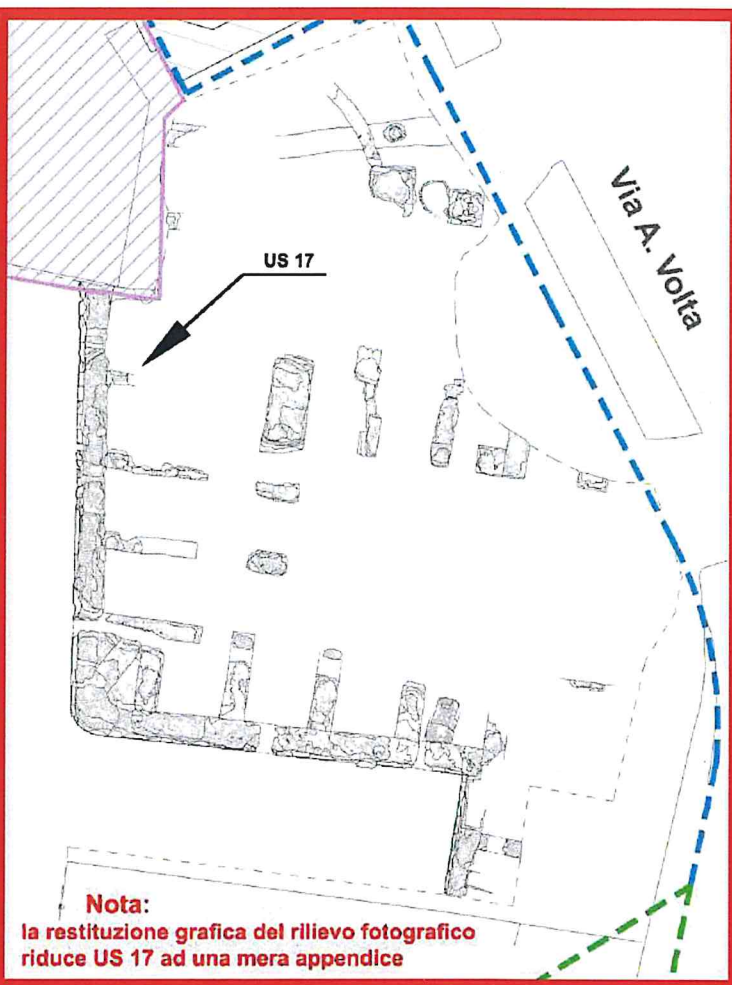 Via A. Volta
US 17
Nota:
la restituzione grafica del rilievo fotografico
riduce US 17 ad una mera appendice